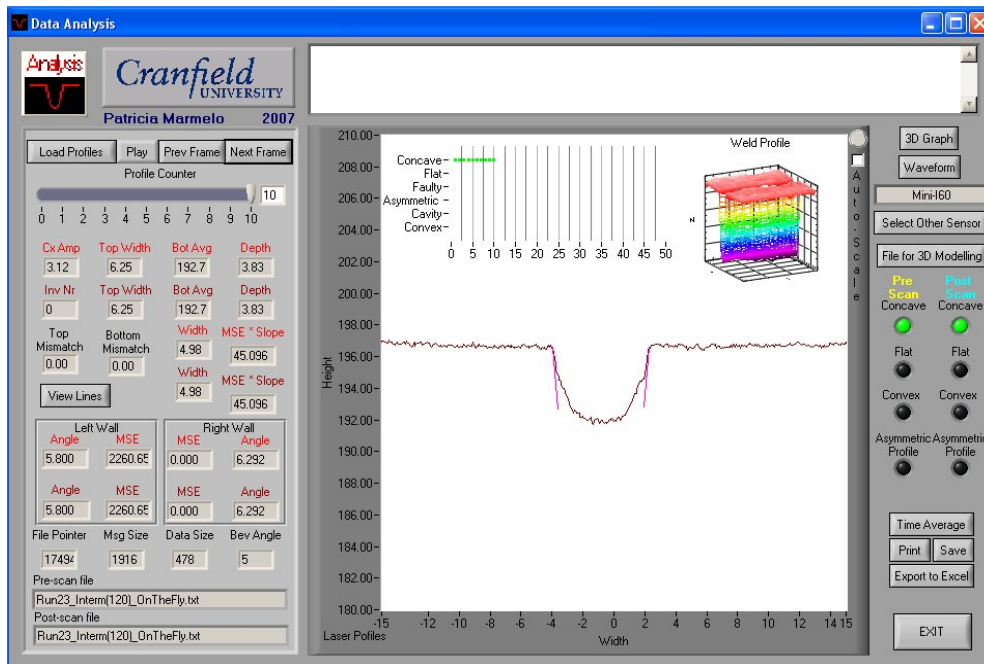 Data Analysis
Analysis
Cranfield
UNIVERSITY
Patricia Marmelo 2007
Load Profiles Play Prev Frame Next Frame
Profile Counter
10
0 1 2 3 4 5 6 7 8 9 10
Cx Amp Top Width Bot Avg Depth
3.12 6.25 192.7 3.83
Inv Nr Top Width Bot Avg Depth
0 6.25 192.7 3.83
Top Mismatch Bottom Mismatch Width MSE * Slope
0.00 0.00 4.98 45.096
Width MSE * Slope
4.98 45.096
View Lines
Left Wall Right Wall
Angle MSE MSE Angle
5.800 2260.65 0.000 6.292
Angle MSE MSE Angle
5.800 2260.65 0.000 6.292
File Pointer Msg Size Data Size Bev Angle
1916 478 5
Pre-scan file
Run23_Interm(120)_OnTheFly.txt
Post-scan file
Run23_Interm(120)_OnTheFly.txt
210.00
208.00
206.00
204.00
202.00
200.00
198.00
196.00
194.00
192.00
190.00
188.00
186.00
184.00
182.00
180.00
Height
-15 -14 -12 -10 -8 -6 -4 -2 0 2 4 6 8 10 12 14 15
Laser Pofiles
Width
Concave
Flat
Faulty
Asymmetric
Cavity
Convex
0 5 10 15 20 25 30 35 40 45 50
Weld Profile
z
Auto-Scale
3D Graph
Waveform
Mini-I60
Select Other Sensor
File for 3D Modelling
Pre Scan Post Scan
Concave Concave
Flat Flat
Convex Convex
Asymmetric Profile Asymmetric Profile
Time Average
Print Save
Export to Excel
EXIT